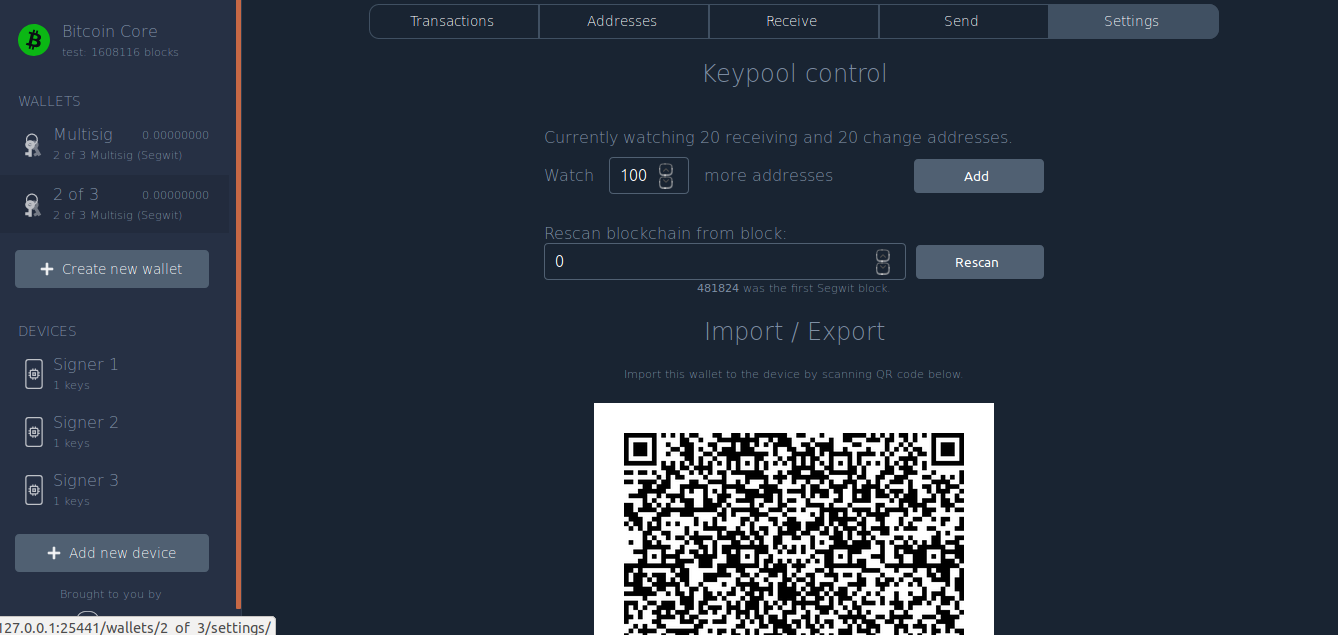 Bitcoin Core
test: 1608116 blocks
WALLETS
Multisig 0.00000000
2 of 3 Multisig (Segwit)
2 of 3 0.00000000
2 of 3 Multisig (Segwit)
Create new wallet
DEVICES
Signer 1
1 keys
Signer 2
1 keys
Signer 3
1 keys
Add new device
Brought to you by
127.0.0.1:25441/wallets/2_of_3/settings/
Transactions Addresses Receive Send Settings
Keypool control
Currently watching 20 receiving and 20 change addresses.
Watch 100 more addresses Add
Rescan blockchain from block:
0 Rescan
481824 was the first Segwit block.
Import / Export
Import this wallet to the device by scanning QR code below.